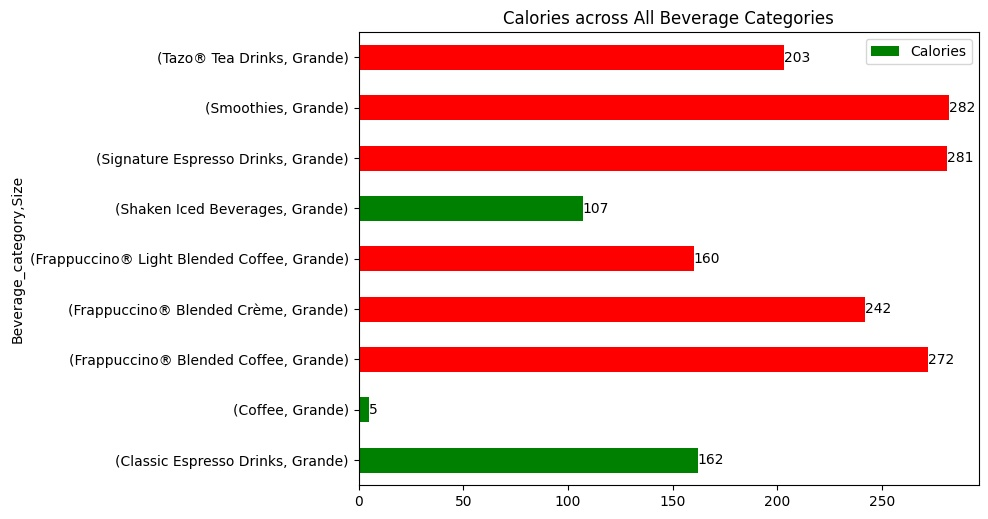 Calories across All Beverage Categories
Calories
Beverage_category,Size
(Tazo® Tea Drinks, Grande) 203
(Smoothies, Grande) 282
(Signature Espresso Drinks, Grande) 281
(Shaken Iced Beverages, Grande) 107
(Frappuccino® Light Blended Coffee, Grande) 160
(Frappuccino® Blended Crème, Grande) 242
(Frappuccino® Blended Coffee, Grande) 272
(Coffee, Grande) 5
(Classic Espresso Drinks, Grande) 162
0 50 100 150 200 250